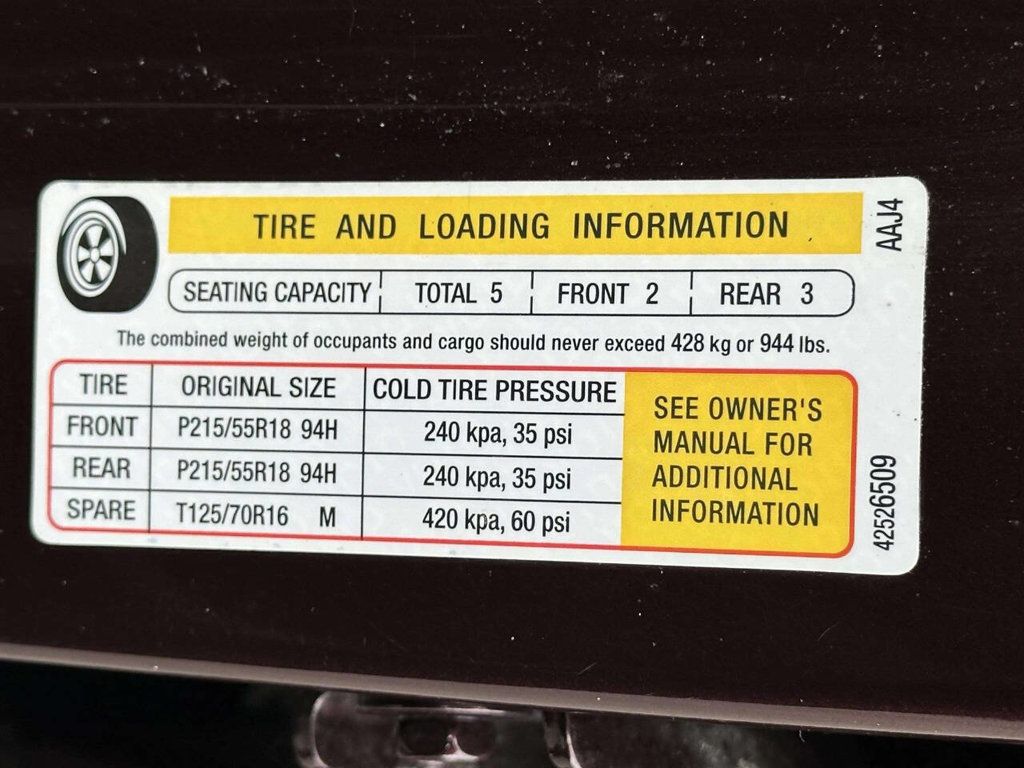 TIRE AND LOADING INFORMATION
AAJ4
SEATING CAPACITY TOTAL 5 FRONT 2 REAR 3
The combined weight of occupants and cargo should never exceed 428 kg or 944 lbs.
TIRE ORIGINAL SIZE COLD TIRE PRESSURE
FRONT P215/55R18 94H 240 kpa, 35 psi
REAR P215/55R18 94H 240 kpa, 35 psi
SPARE T125/70R16 M 420 kpa, 60 psi
SEE OWNER'S
MANUAL FOR
ADDITIONAL
INFORMATION
42526509